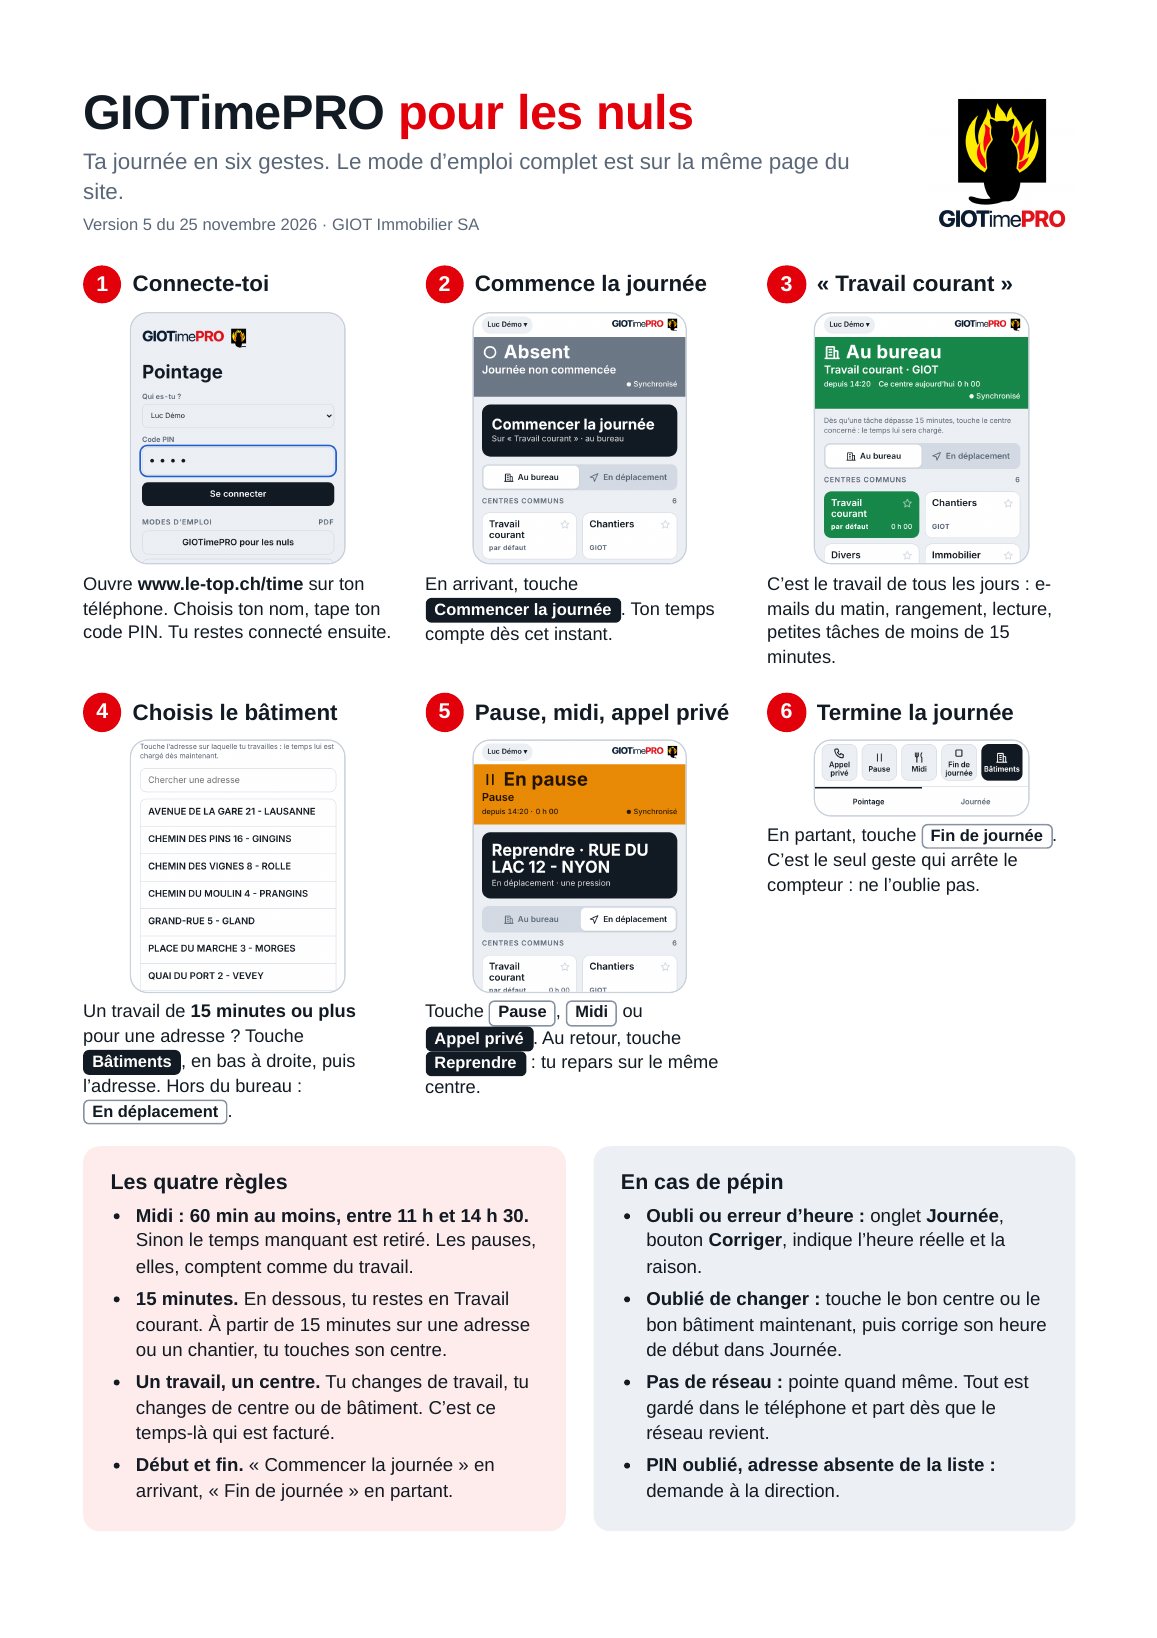 GIOTimePRO pour les nuls
Ta journée en six gestes. Le mode d’emploi complet est sur la même page du
site.
Version 5 du 25 novembre 2026 · GIOT Immobilier SA
GIOTimePRO
1 Connecte-toi
GIOTimePRO
Pointage
Qui es-tu ?
Luc Démo
Code PIN
• • • •
Se connecter
MODES D'EMPLOI PDF
GIOTimePRO pour les nuls
Ouvre www.le-top.ch/time sur ton
téléphone. Choisis ton nom, tape ton
code PIN. Tu restes connecté ensuite.
2 Commence la journée
Luc Démo ▾ GIOTimePRO
Absent
Journée non commencée
● Synchronisé
Commencer la journée
Sur « Travail courant » · au bureau
Au bureau En déplacement
CENTRES COMMUNS 6
Travail Chantiers
courant
par défaut GIOT
En arrivant, touche
Commencer la journée. Ton temps
compte dès cet instant.
3 « Travail courant »
Luc Démo ▾ GIOTimePRO
Au bureau
Travail courant · GIOT
depuis 14:20 Ce centre aujourd'hui 0 h 00
● Synchronisé
Dès qu'une tâche dépasse 15 minutes, touche le centre
concerné : le temps lui sera chargé.
Au bureau En déplacement
CENTRES COMMUNS 6
Travail Chantiers
courant
par défaut 0 h 00 GIOT
Divers Immobilier
C’est le travail de tous les jours : e-
mails du matin, rangement, lecture,
petites tâches de moins de 15
minutes.
4 Choisis le bâtiment
Touche l'adresse sur laquelle tu travailles : le temps lui est
chargé dès maintenant.
Chercher une adresse
AVENUE DE LA GARE 21 - LAUSANNE
CHEMIN DES PINS 16 - GINGINS
CHEMIN DES VIGNES 8 - ROLLE
CHEMIN DU MOULIN 4 - PRANGINS
GRAND-RUE 5 - GLAND
PLACE DU MARCHE 3 - MORGES
QUAI DU PORT 2 - VEVEY
Un travail de 15 minutes ou plus
pour une adresse ? Touche
Bâtiments, en bas à droite, puis
l’adresse. Hors du bureau :
En déplacement.
5 Pause, midi, appel privé
Luc Démo ▾ GIOTimePRO
En pause
Pause
depuis 14:20 · 0 h 00 ● Synchronisé
Reprendre · RUE DU
LAC 12 - NYON
En déplacement · une pression
Au bureau En déplacement
CENTRES COMMUNS 6
Travail Chantiers
courant
par défaut 0 h 00 GIOT
Touche Pause, Midi ou
Appel privé. Au retour, touche
Reprendre : tu repars sur le même
centre.
6 Termine la journée
Appel privé Pause Midi Fin de journée Bâtiments
Pointage Journée
En partant, touche Fin de journée.
C’est le seul geste qui arrête le
compteur : ne l’oublie pas.
Les quatre règles
• Midi : 60 min au moins, entre 11 h et 14 h 30.
Sinon le temps manquant est retiré. Les pauses,
elles, comptent comme du travail.
• 15 minutes. En dessous, tu restes en Travail
courant. À partir de 15 minutes sur une adresse
ou un chantier, tu touches son centre.
• Un travail, un centre. Tu changes de travail, tu
changes de centre ou de bâtiment. C’est ce
temps-là qui est facturé.
• Début et fin. « Commencer la journée » en
arrivant, « Fin de journée » en partant.
En cas de pépin
• Oubli ou erreur d’heure : onglet Journée,
bouton Corriger, indique l’heure réelle et la
raison.
• Oublié de changer : touche le bon centre ou le
bon bâtiment maintenant, puis corrige son heure
de début dans Journée.
• Pas de réseau : pointe quand même. Tout est
gardé dans le téléphone et part dès que le
réseau revient.
• PIN oublié, adresse absente de la liste :
demande à la direction.